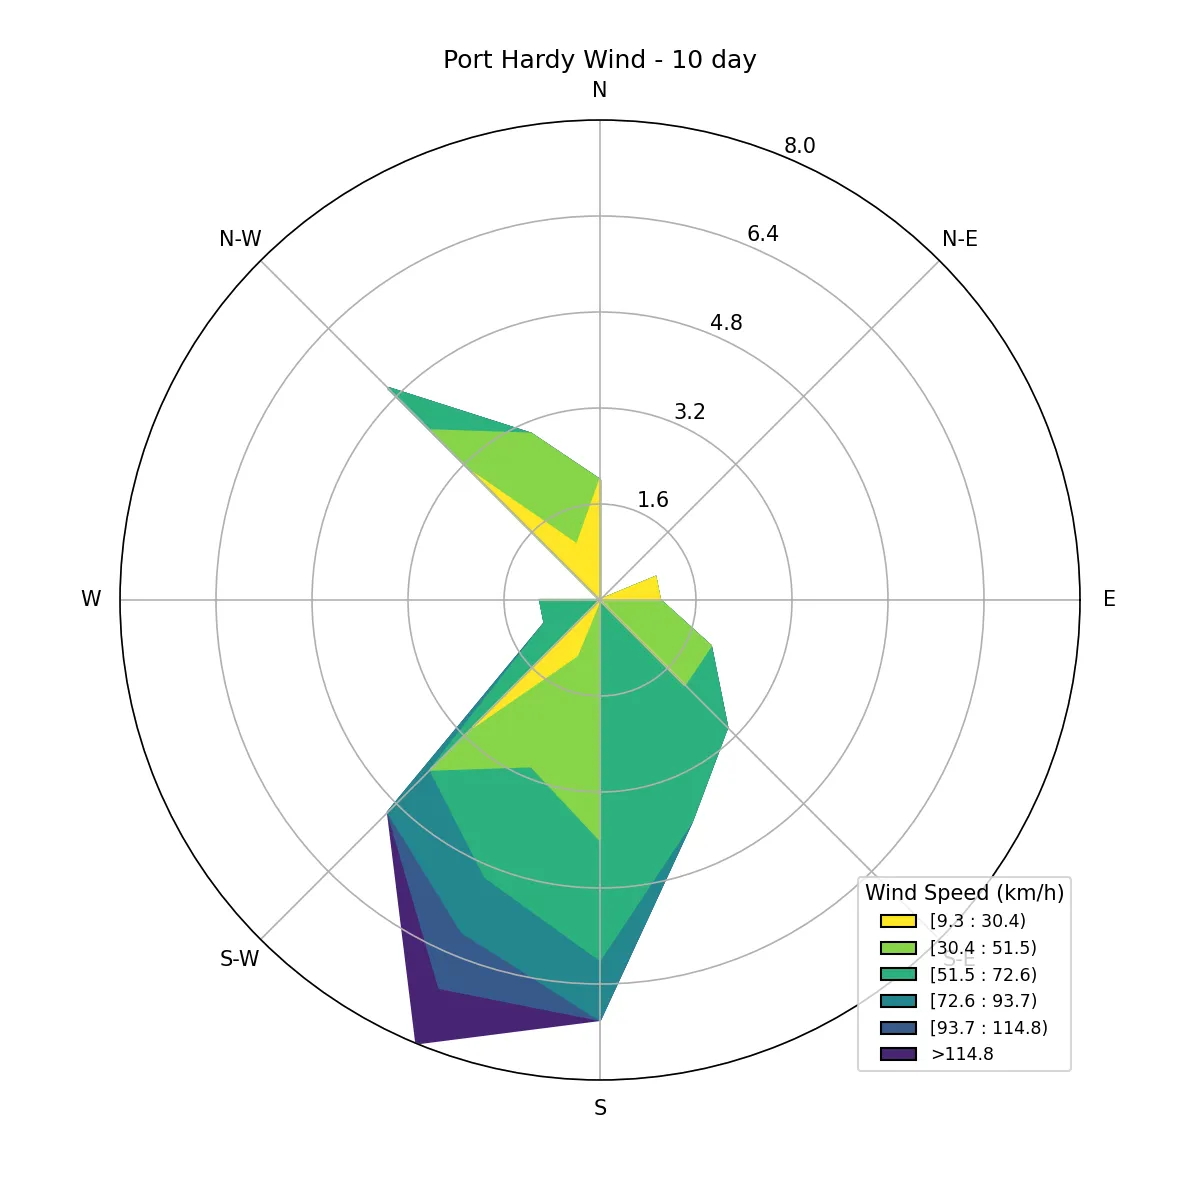 Port Hardy Wind - 10 day
N
8.0
N-W
6.4
N-E
4.8
3.2
1.6
W
E
S-W
S-E
S
Wind Speed (km/h)
[9.3 : 30.4)
[30.4 : 51.5)
[51.5 : 72.6)
[72.6 : 93.7)
[93.7 : 114.8)
>114.8